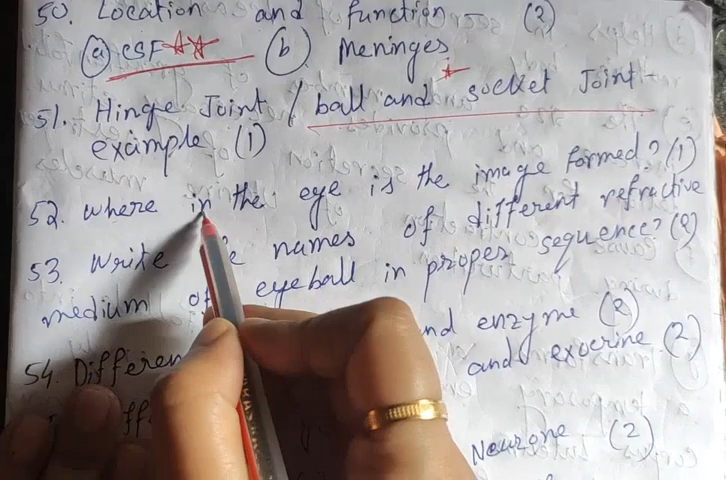 50. Location and function - (2)
(a) CSF (b) Meninges
51. Hinge Joint / ball and socket Joint -
example (1)
52. Where in the eye is the image formed? (1)
53. Write names of different refractive
medium of eyeball in proper sequence? (2)
54. Differen nd enzyme (2)
and exocrine (2)
Neurone (2)